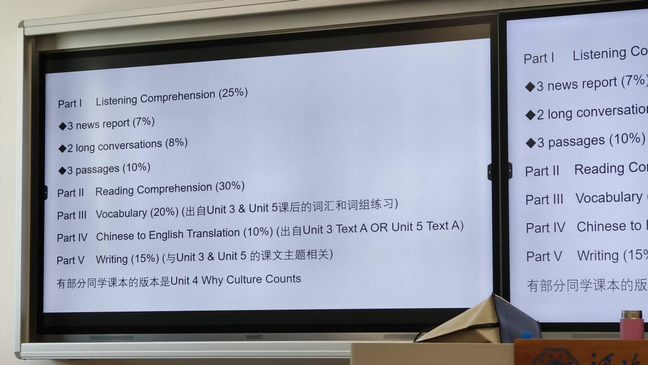 Part I Listening Comprehension (25%)
◆3 news report (7%)
◆2 long conversations (8%)
◆3 passages (10%)
Part II Reading Comprehension (30%)
Part III Vocabulary (20%) (出自Unit 3 & Unit 5课后的词汇和词组练习)
Part IV Chinese to English Translation (10%) (出自Unit 3 Text A OR Unit 5 Text A)
Part V Writing (15%) (与Unit 3 & Unit 5 的课文主题相关)
有部分同学课本的版本是Unit 4 Why Culture Counts
Part I Listening Co
◆3 news report (7%
◆2 long conversation
◆3 passages (10%)
Part II Reading Com
Part III Vocabulary (
Part IV Chinese to E
Part V Writing (15%
有部分同学课本的版